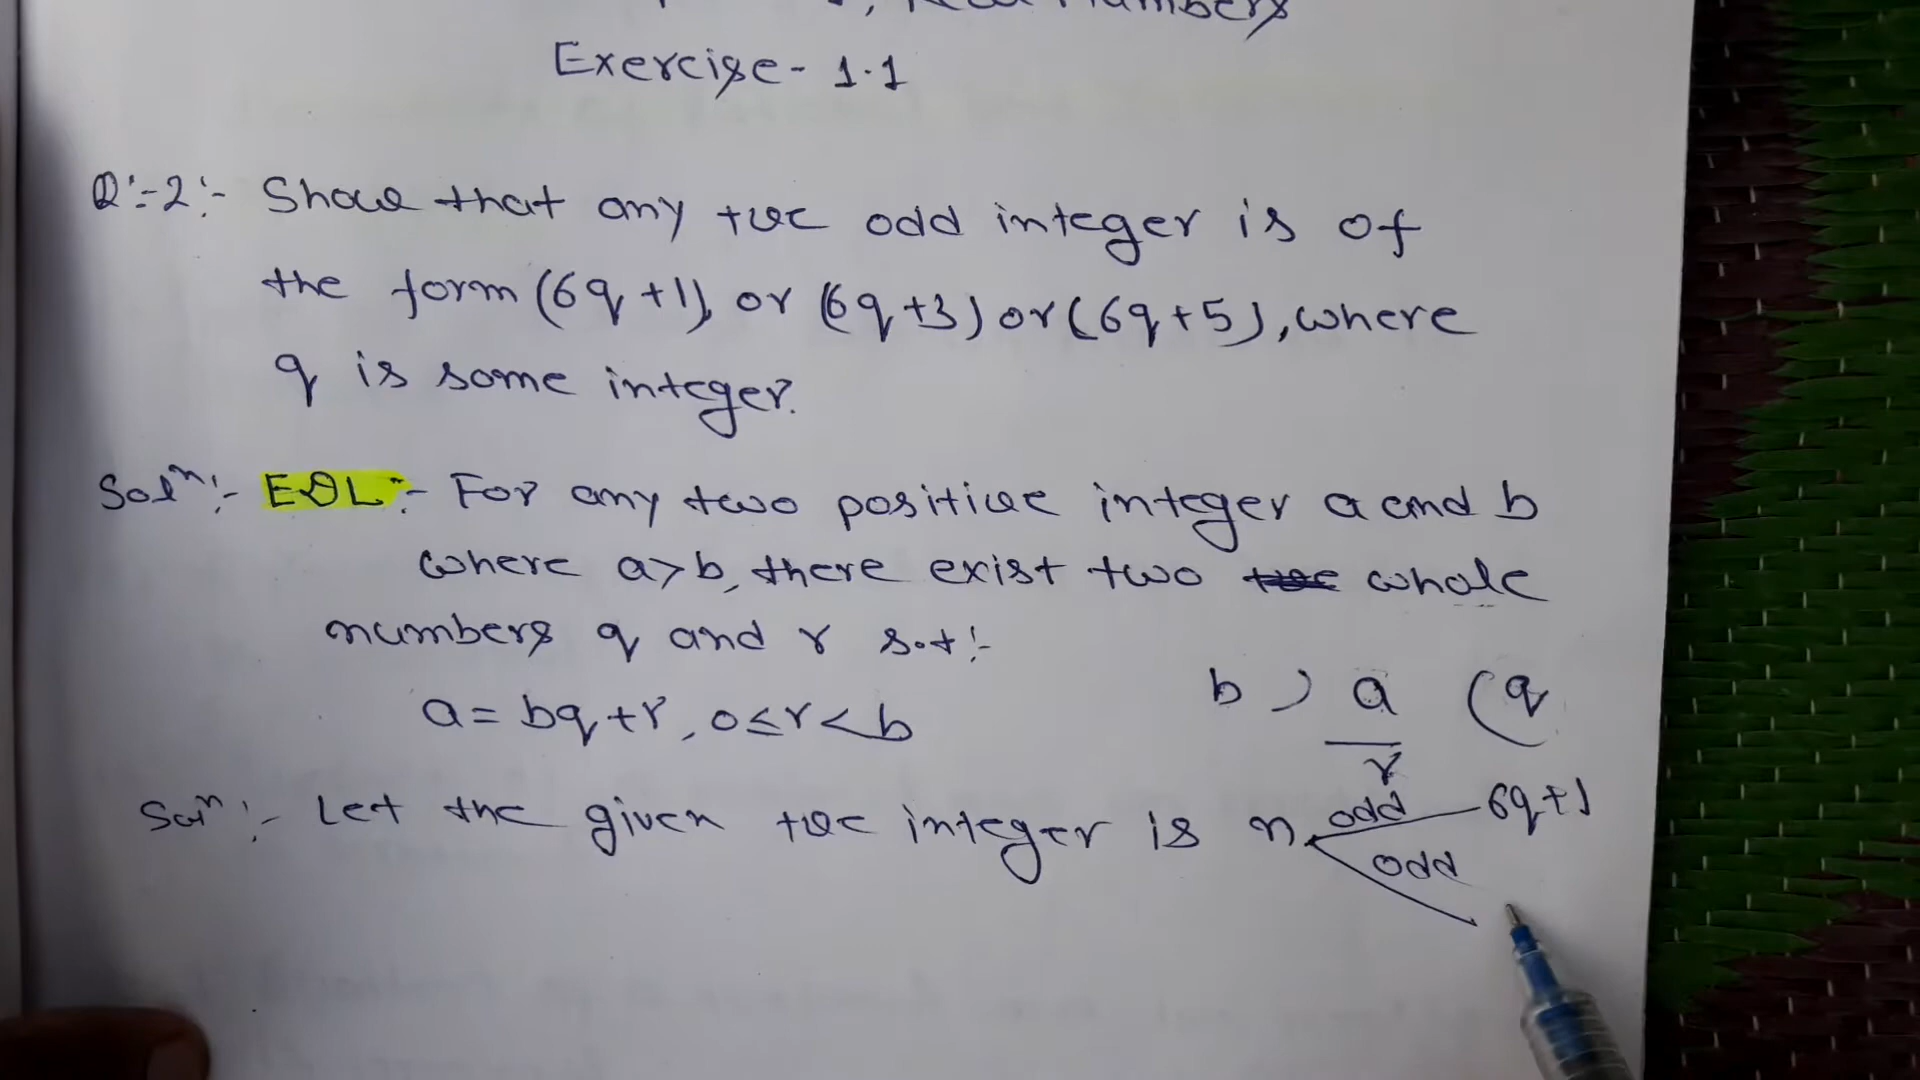 Real Numbers
Exercise- 1.1
Q:-2:- Show that any +ve odd integer is of
the form (6q+1), or (6q+3) or (6q+5), where
q is some integer.
Solⁿ:- EDL:- For any two positive integer a and b
where a>b, there exist two whole
numbers q and r s.t:-
a = bq+r, 0≤r<b
b ) a ( q
r
Solⁿ:- Let the given +ve integer is n odd 6q+1
odd